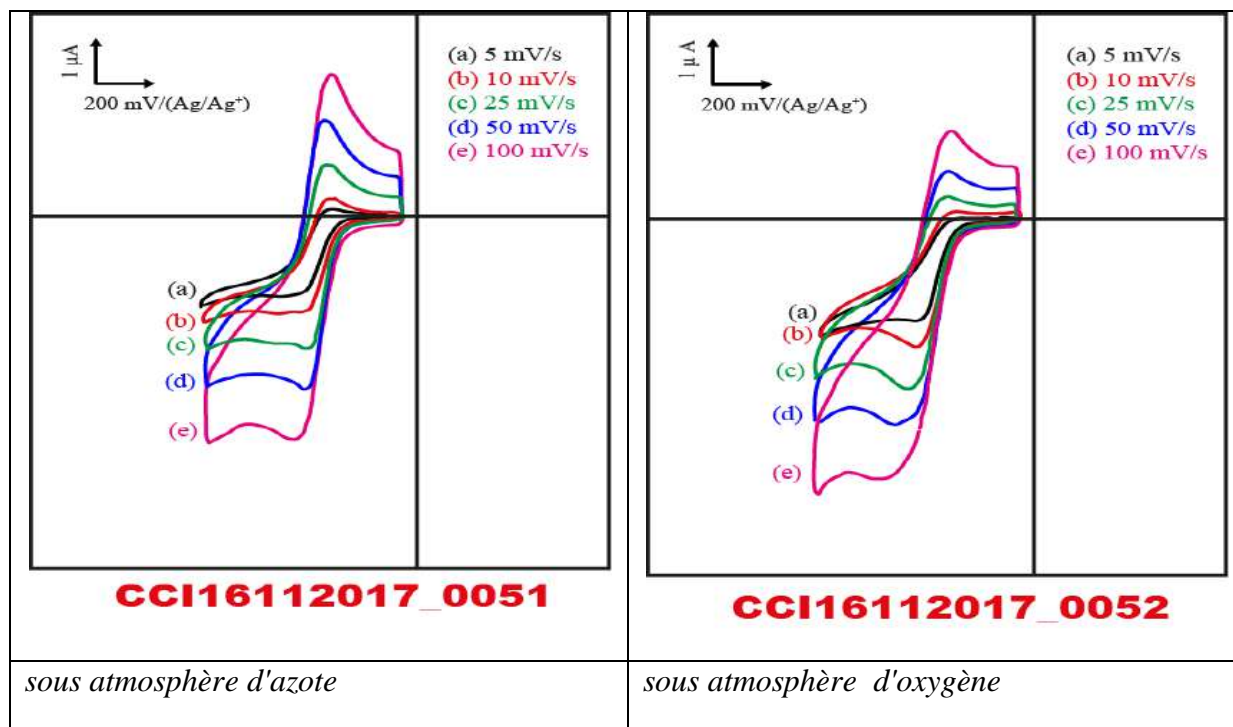 1 µA
200 mV/(Ag/Ag⁺)
(a) 5 mV/s
(b) 10 mV/s
(c) 25 mV/s
(d) 50 mV/s
(e) 100 mV/s
(a)
(b)
(c)
(d)
(e)
CCI16112017_0051
sous atmosphère d'azote
1 µA
200 mV/(Ag/Ag⁺)
(a) 5 mV/s
(b) 10 mV/s
(c) 25 mV/s
(d) 50 mV/s
(e) 100 mV/s
(a)
(b)
(c)
(d)
(e)
CCI16112017_0052
sous atmosphère d'oxygène